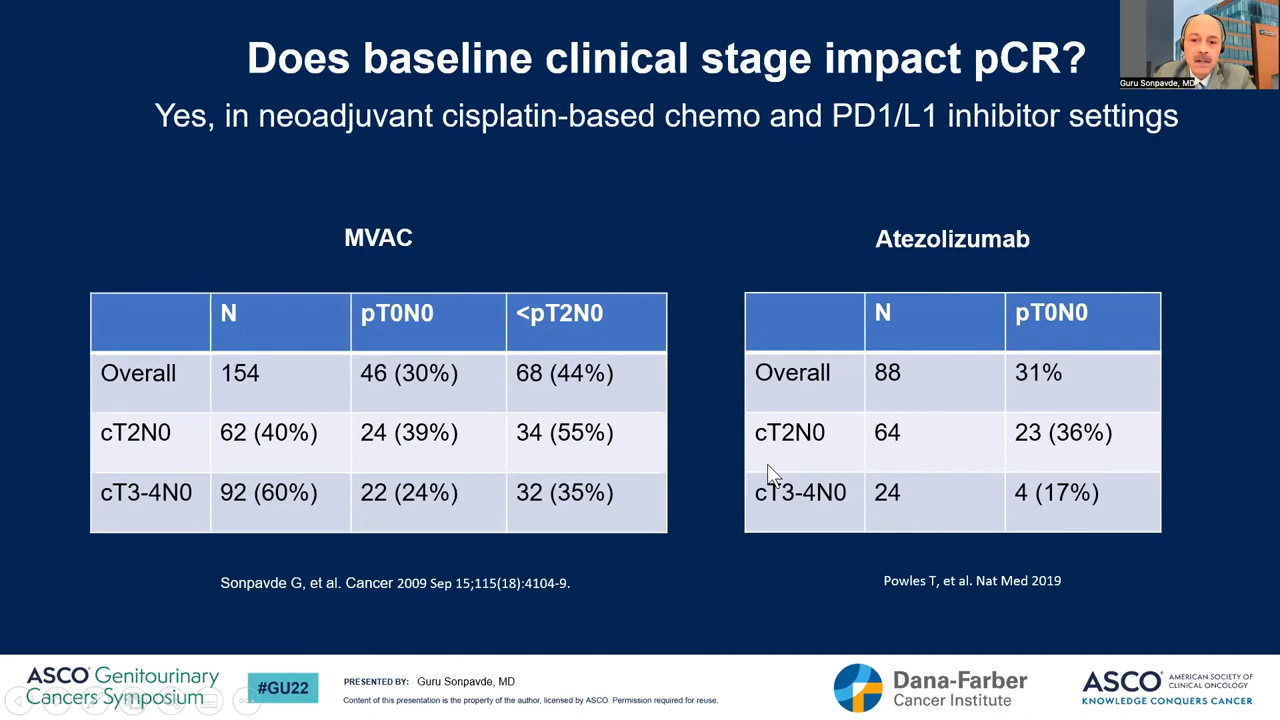 Does baseline clinical stage impact pCR?
Guru Sonpavde, MD
Yes, in neoadjuvant cisplatin-based chemo and PD1/L1 inhibitor settings
MVAC
N pT0N0 <pT2N0
Overall 154 46 (30%) 68 (44%)
cT2N0 62 (40%) 24 (39%) 34 (55%)
cT3-4N0 92 (60%) 22 (24%) 32 (35%)
Sonpavde G, et al. Cancer 2009 Sep 15;115(18):4104-9.
Atezolizumab
N pT0N0
Overall 88 31%
cT2N0 64 23 (36%)
cT3-4N0 24 4 (17%)
Powles T, et al. Nat Med 2019
ASCO Genitourinary
Cancers Symposium
#GU22
PRESENTED BY: Guru Sonpavde, MD
Content of this presentation is the property of the author, licensed by ASCO. Permission required for reuse.
Dana-Farber
Cancer Institute
ASCO AMERICAN SOCIETY OF
CLINICAL ONCOLOGY
KNOWLEDGE CONQUERS CANCER